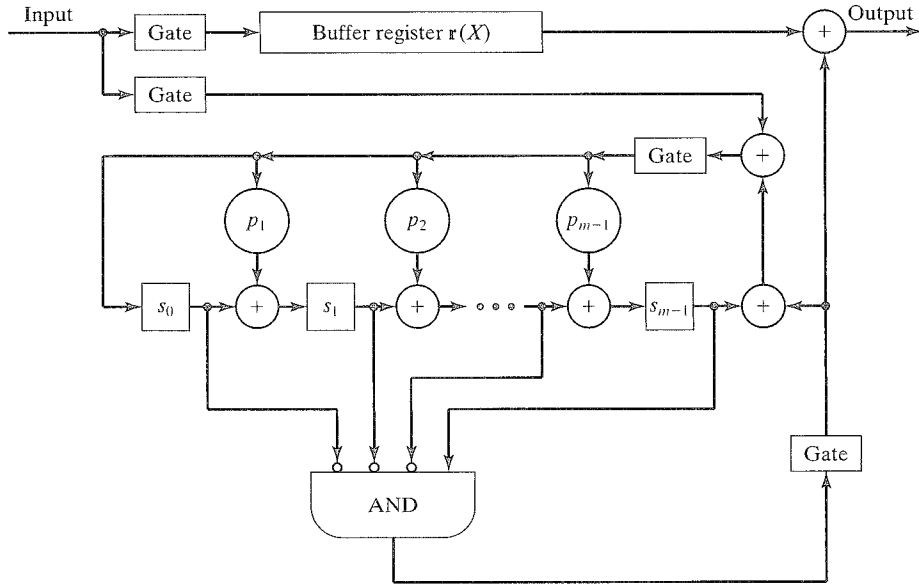 Input
Output
Gate
Buffer register r(X)
+
Gate
Gate
+
p₁
p₂
pₘ₋₁
s₀
+
s₁
+
+
sₘ₋₁
+
Gate
AND